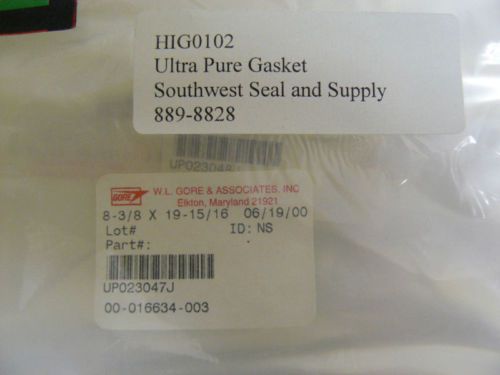 HIG0102
Ultra Pure Gasket
Southwest Seal and Supply
889-8828
UP023048
GORE
W.L. GORE & ASSOCIATES, INC
Elkton, Maryland 21921
8-3/8 X 19-15/16 06/19/00
Lot# ID: NS
Part#:
UP023047J
00-016634-003